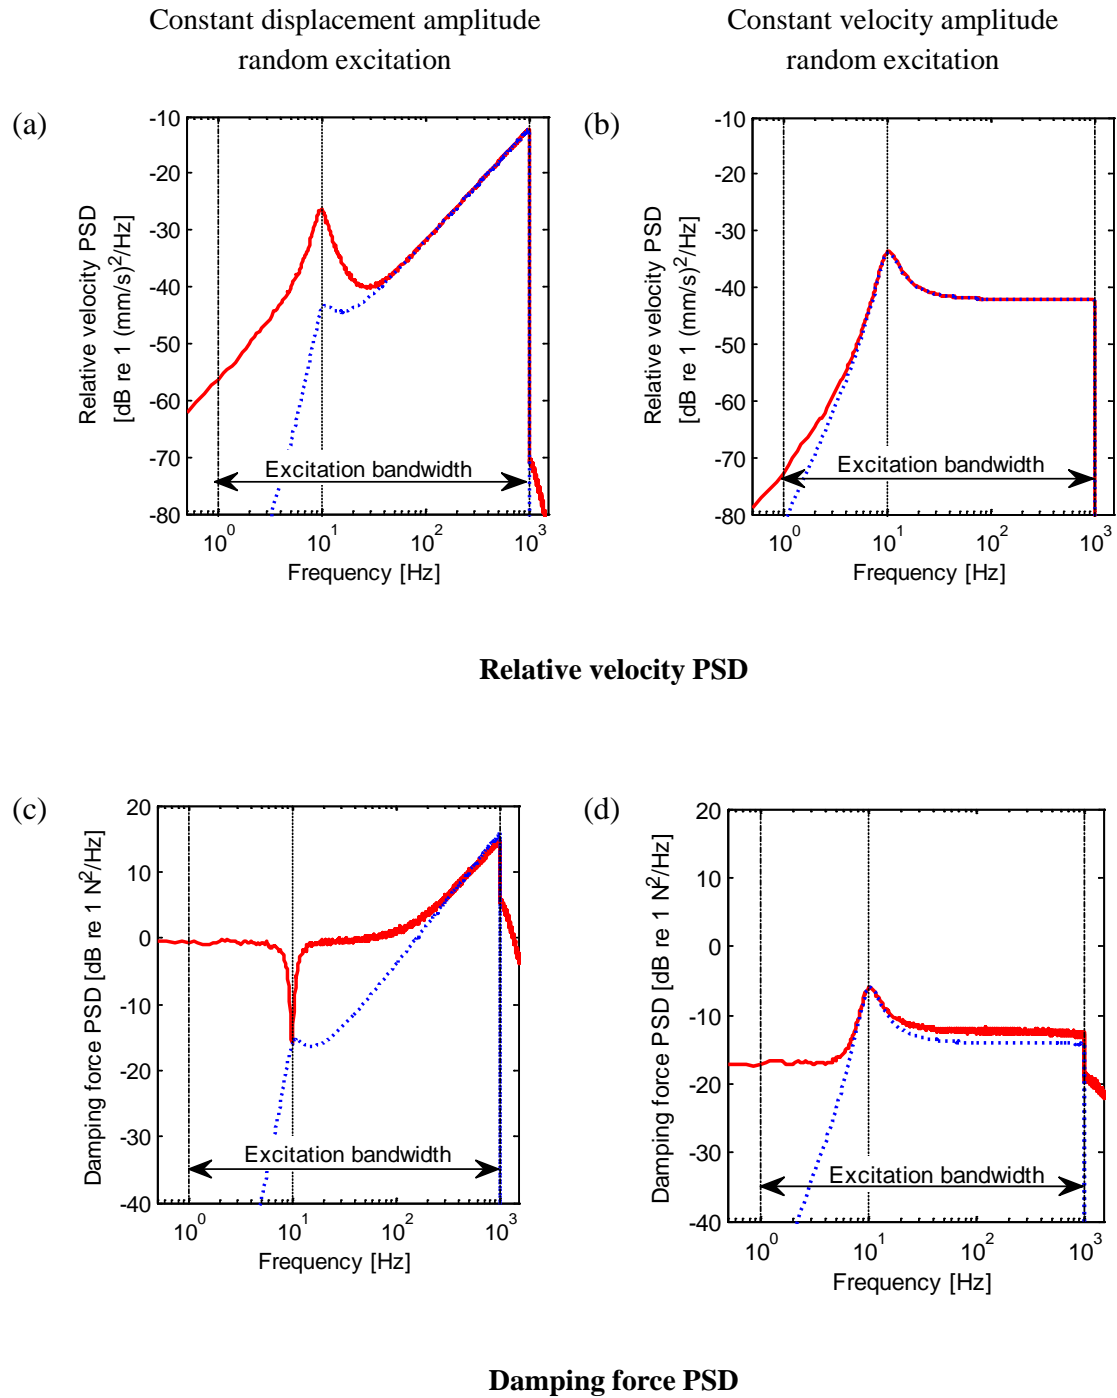 Constant displacement amplitude
random excitation
Constant velocity amplitude
random excitation
(a)
Relative velocity PSD
[dB re 1 (mm/s)²/Hz]
-10
-20
-30
-40
-50
-60
-70
-80
Excitation bandwidth
10⁰ 10¹ 10² 10³
Frequency [Hz]
(b)
Relative velocity PSD
[dB re 1 (mm/s)²/Hz]
-10
-20
-30
-40
-50
-60
-70
-80
Excitation bandwidth
10⁰ 10¹ 10² 10³
Frequency [Hz]
Relative velocity PSD
(c)
Damping force PSD [dB re 1 N²/Hz]
20
10
0
-10
-20
-30
-40
Excitation bandwidth
10⁰ 10¹ 10² 10³
Frequency [Hz]
(d)
Damping force PSD [dB re 1 N²/Hz]
20
10
0
-10
-20
-30
-40
Excitation bandwidth
10⁰ 10¹ 10² 10³
Frequency [Hz]
Damping force PSD